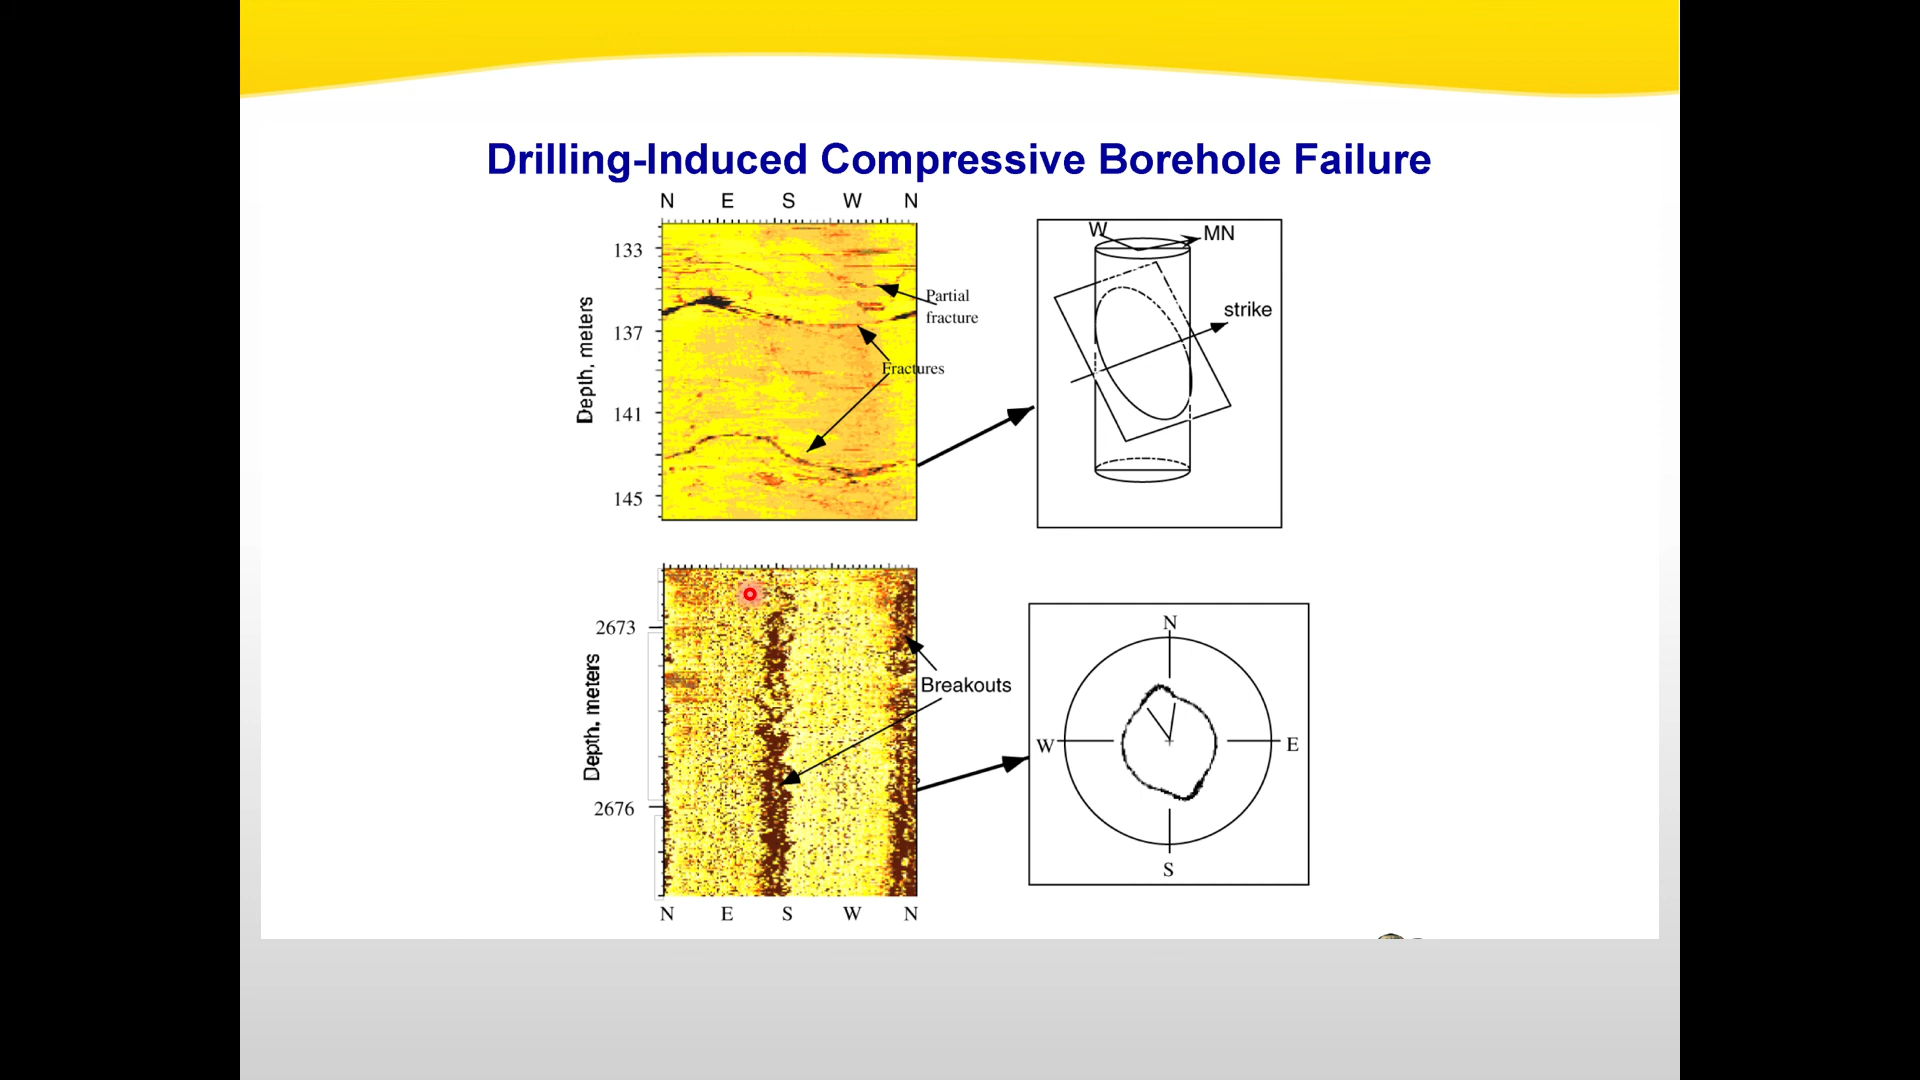 Drilling-Induced Compressive Borehole Failure
N E S W N
133
137
141
145
Depth, meters
Partial
fracture
Fractures
W
MN
strike
2673
2676
Depth, meters
Breakouts
N E S W N
N
W
E
S